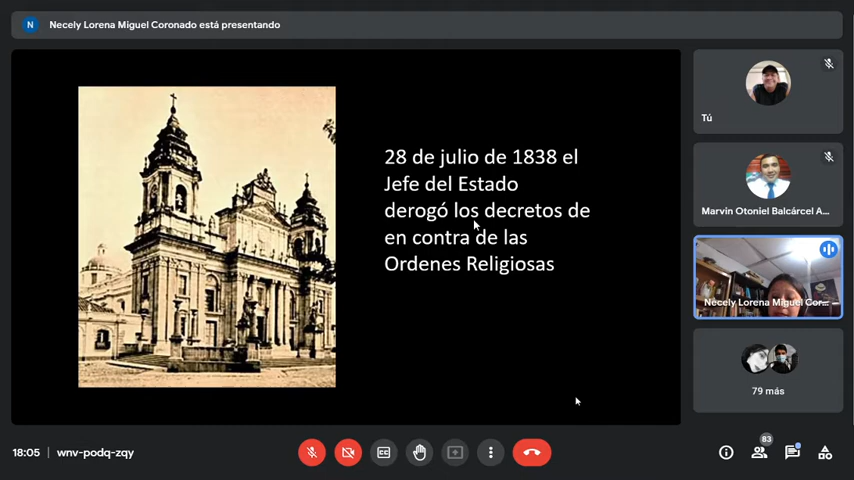 N Necely Lorena Miguel Coronado está presentando
28 de julio de 1838 el
Jefe del Estado
derogó los decretos de
en contra de las
Ordenes Religiosas
Tú
Marvin Otoniel Balcárcel A...
Necely Lorena Miguel Cor...
79 más
18:05 wnv-podq-zqy
83